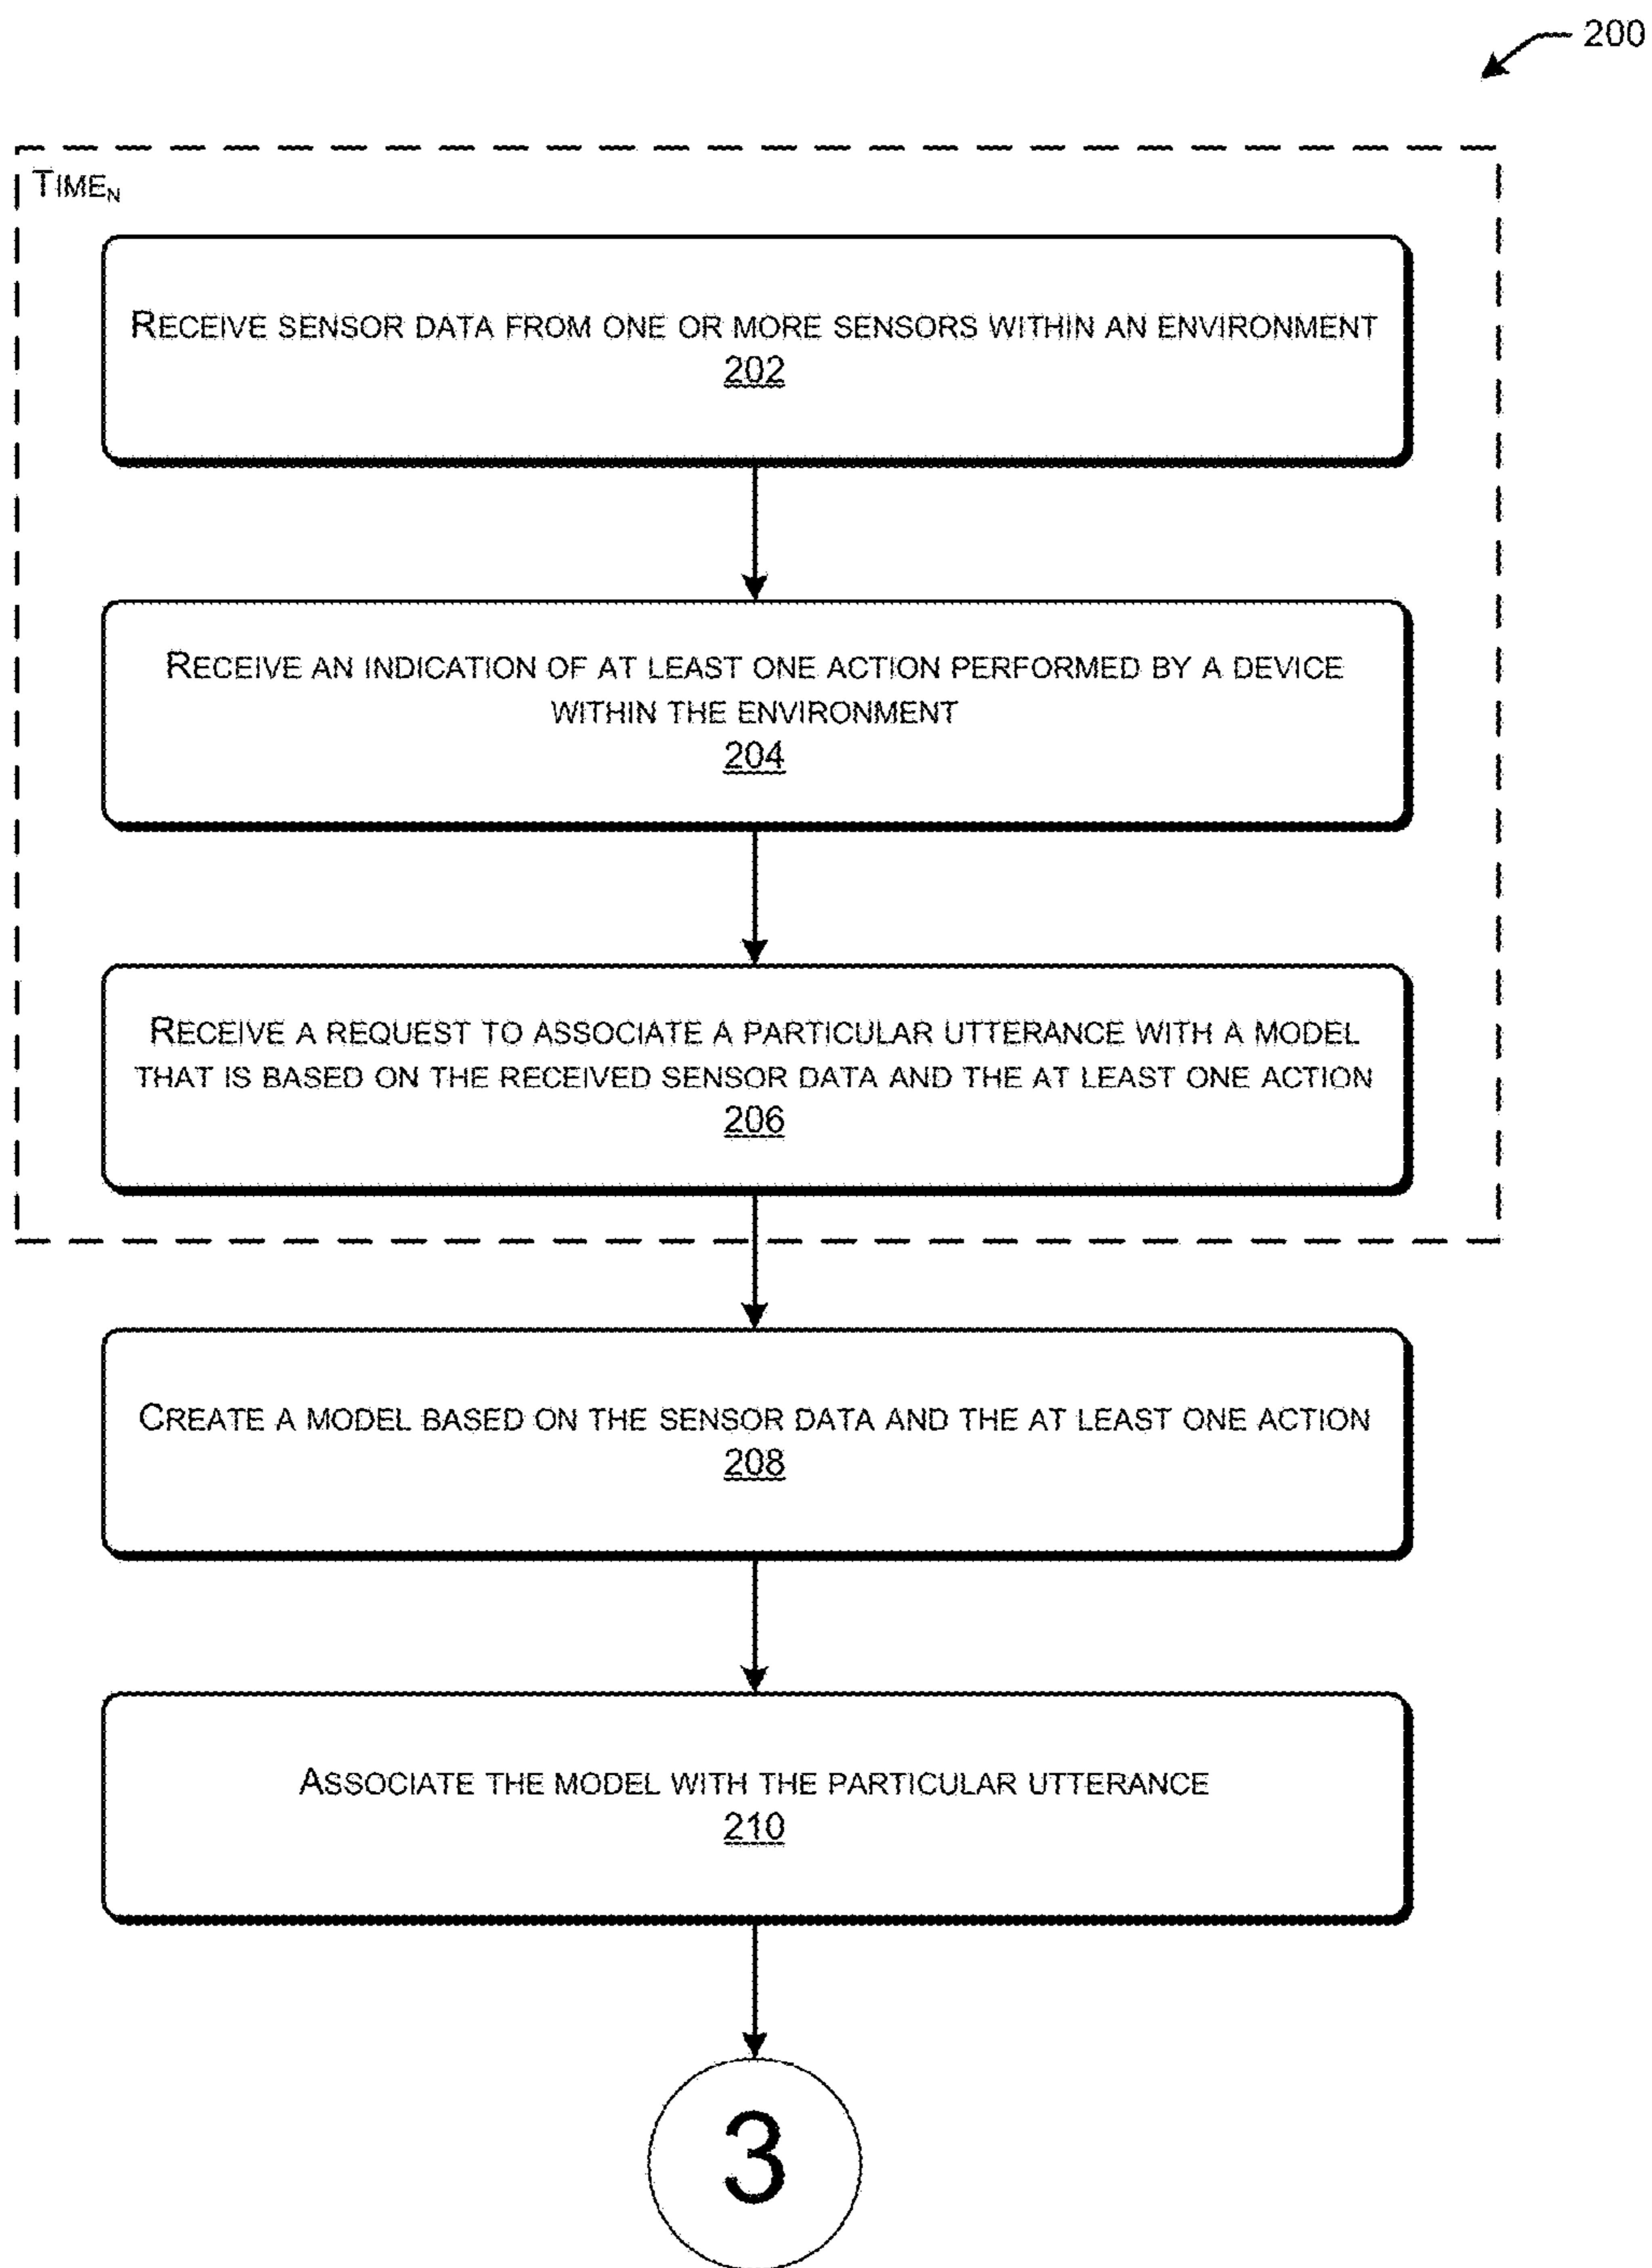 200
TIMEN
RECEIVE SENSOR DATA FROM ONE OR MORE SENSORS WITHIN AN ENVIRONMENT
202
RECEIVE AN INDICATION OF AT LEAST ONE ACTION PERFORMED BY A DEVICE
WITHIN THE ENVIRONMENT
204
RECEIVE A REQUEST TO ASSOCIATE A PARTICULAR UTTERANCE WITH A MODEL
THAT IS BASED ON THE RECEIVED SENSOR DATA AND THE AT LEAST ONE ACTION
206
CREATE A MODEL BASED ON THE SENSOR DATA AND THE AT LEAST ONE ACTION
208
ASSOCIATE THE MODEL WITH THE PARTICULAR UTTERANCE
210
3